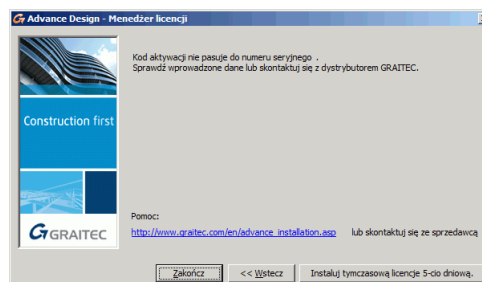 Advance Design - Menedżer licencji
Kod aktywacji nie pasuje do numeru seryjnego .
Sprawdź wprowadzone dane lub skontaktuj się z dystrybutorem GRAITEC.
Construction first
GRAITEC
Pomoc:
http://www.graitec.com/en/advance_installation.asp lub skontaktuj się ze sprzedawcą
Zakończ << Wstecz Instaluj tymczasową licencje 5-cio dniową.